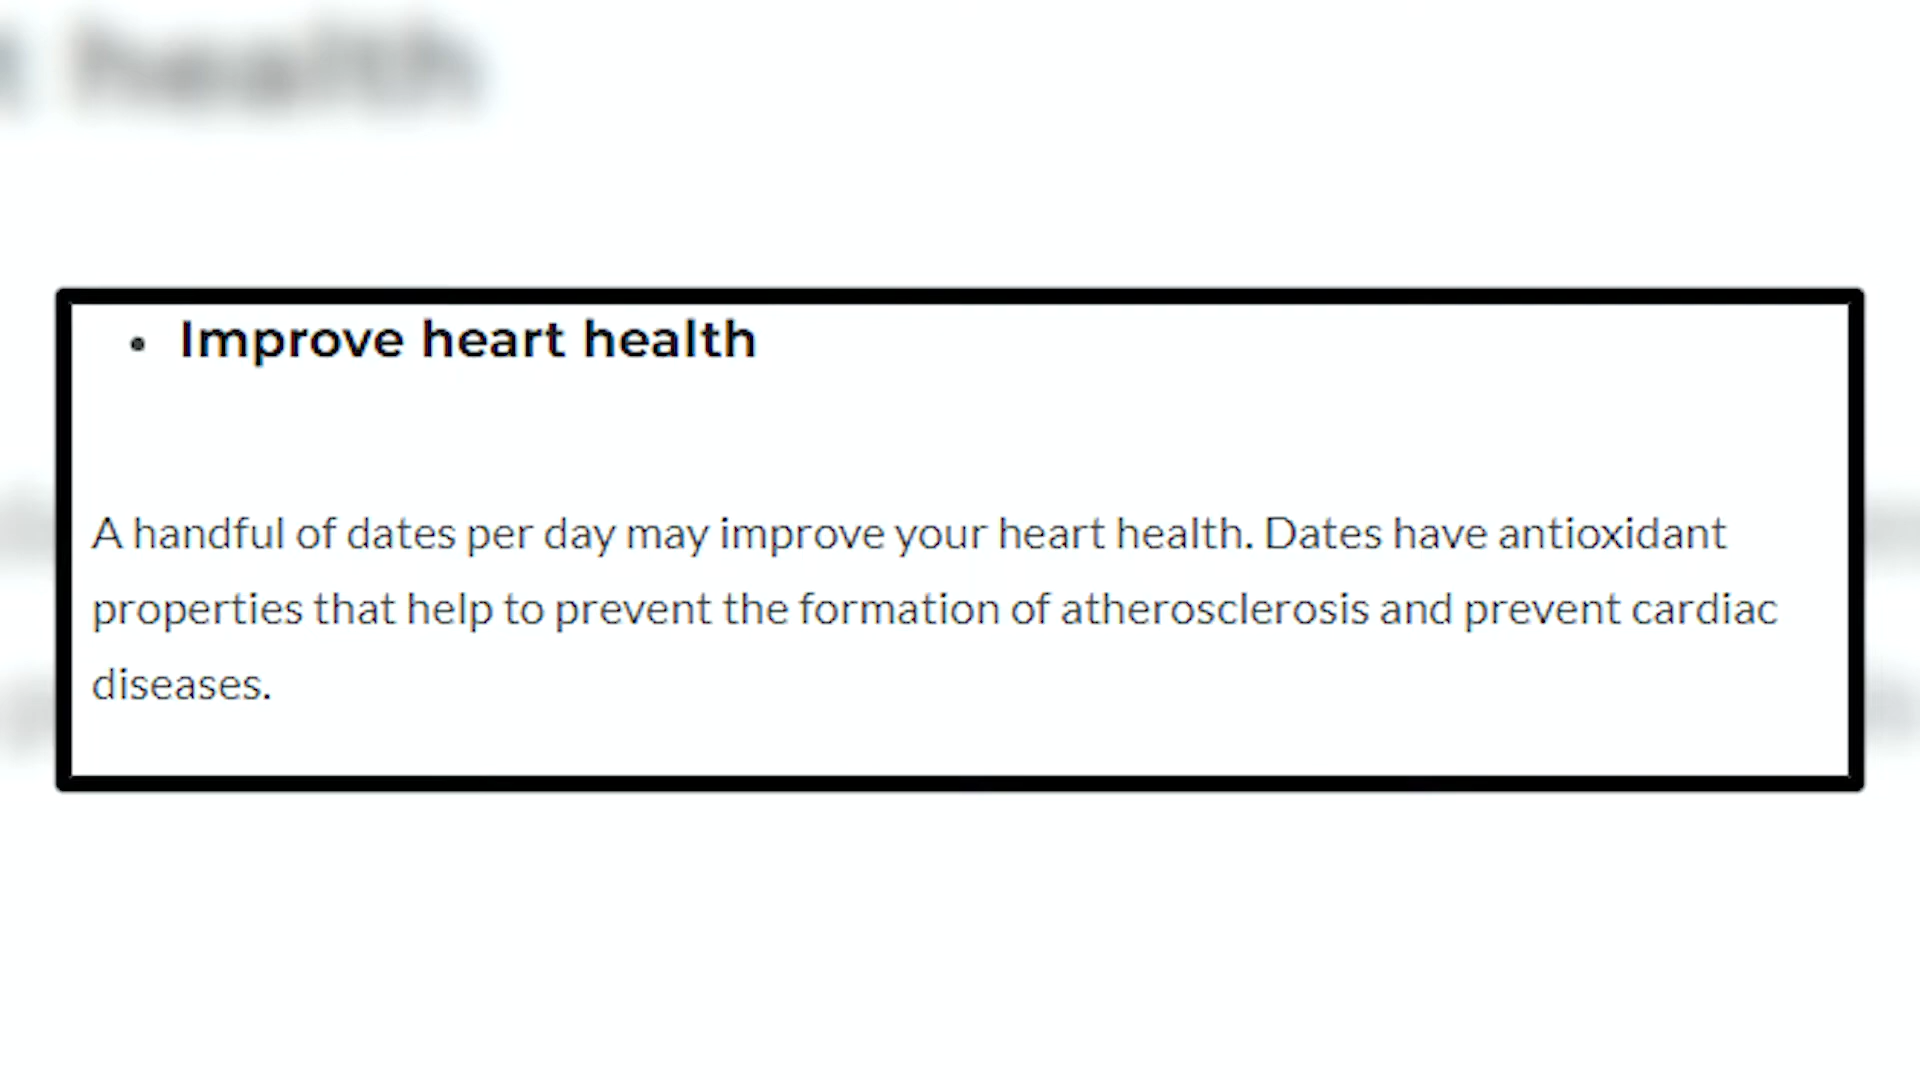 t health
• Improve heart health
A handful of dates per day may improve your heart health. Dates have antioxidant
properties that help to prevent the formation of atherosclerosis and prevent cardiac
diseases.